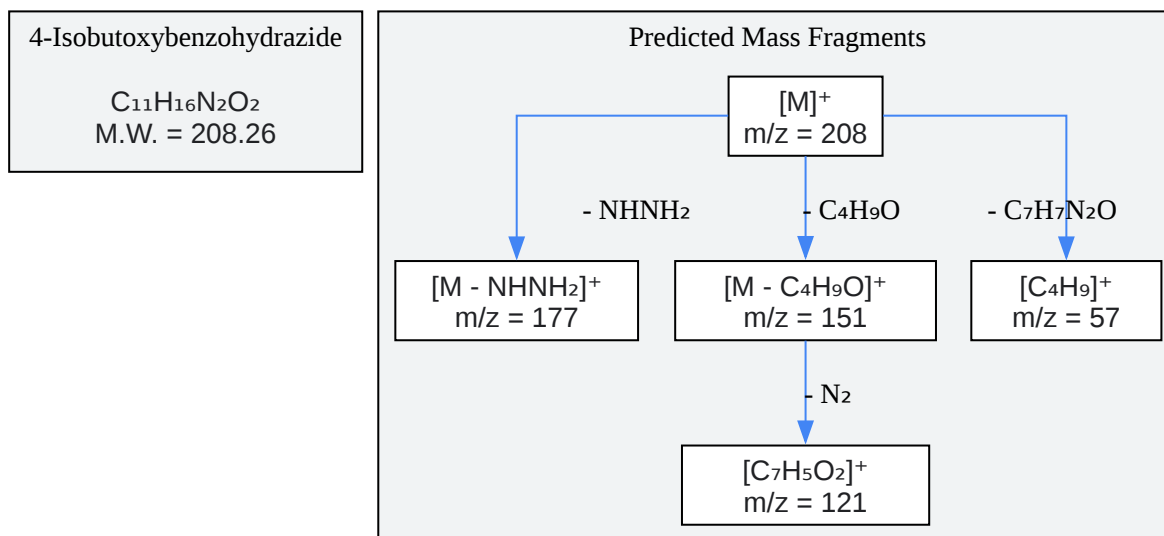 4-Isobutoxybenzohydrazide
C₁₁H₁₆N₂O₂
M.W. = 208.26
Predicted Mass Fragments
[M]⁺
m/z = 208
- NHNH₂
- C₄H₉O
- C₇H₇N₂O
[M - NHNH₂]⁺
m/z = 177
[M - C₄H₉O]⁺
m/z = 151
[C₄H₉]⁺
m/z = 57
- N₂
[C₇H₅O₂]⁺
m/z = 121